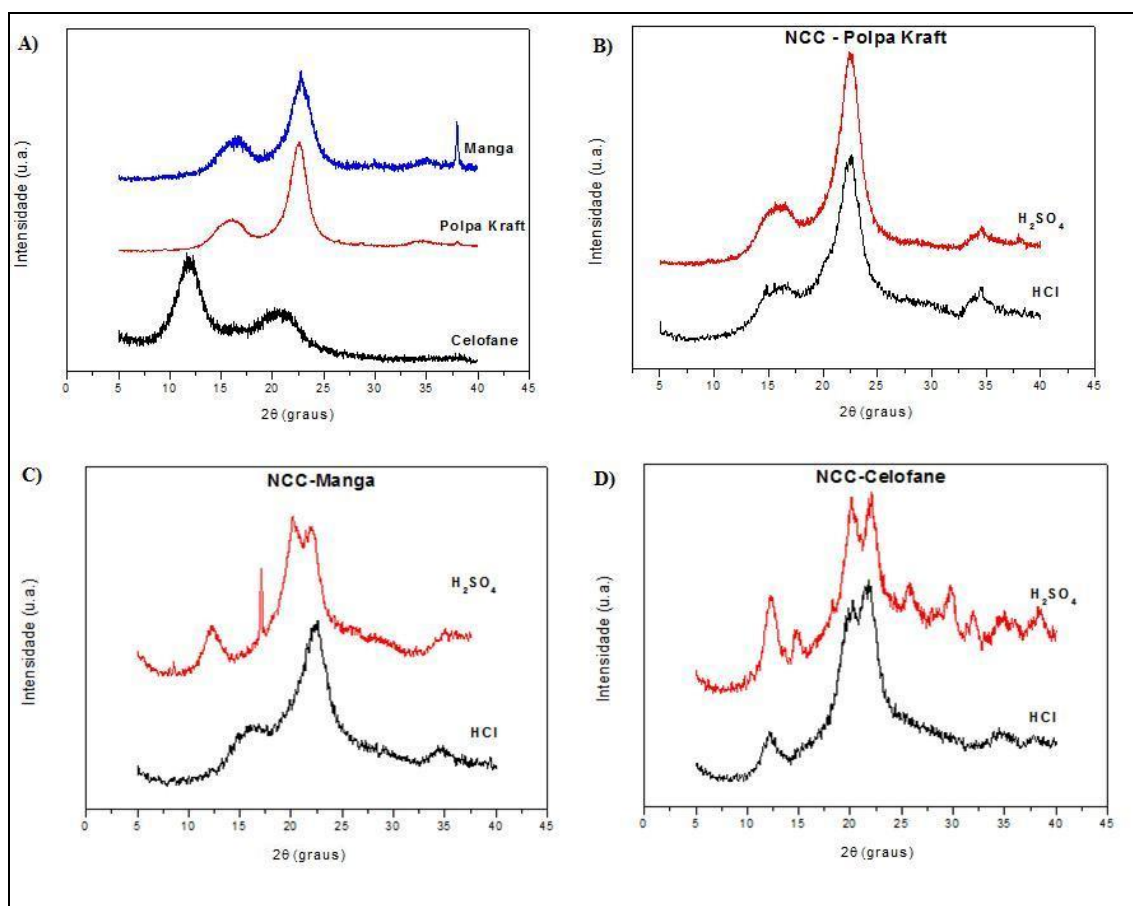 A)
Manga
Polpa Kraft
Celofane
Intensidade (u.a.)
0 5 10 15 20 25 30 35 40 45
2θ (graus)
B)
NCC - Polpa Kraft
H₂SO₄
HCl
Intensidade (u.a.)
5 10 15 20 25 30 35 40 45
2θ (graus)
C)
NCC-Manga
H₂SO₄
HCl
Intensidade (u.a.)
0 5 10 15 20 25 30 35 40 45
2θ (graus)
D)
NCC-Celofane
H₂SO₄
HCl
Intensidade (u.a.)
0 5 10 15 20 25 30 35 40 45
2θ (graus)